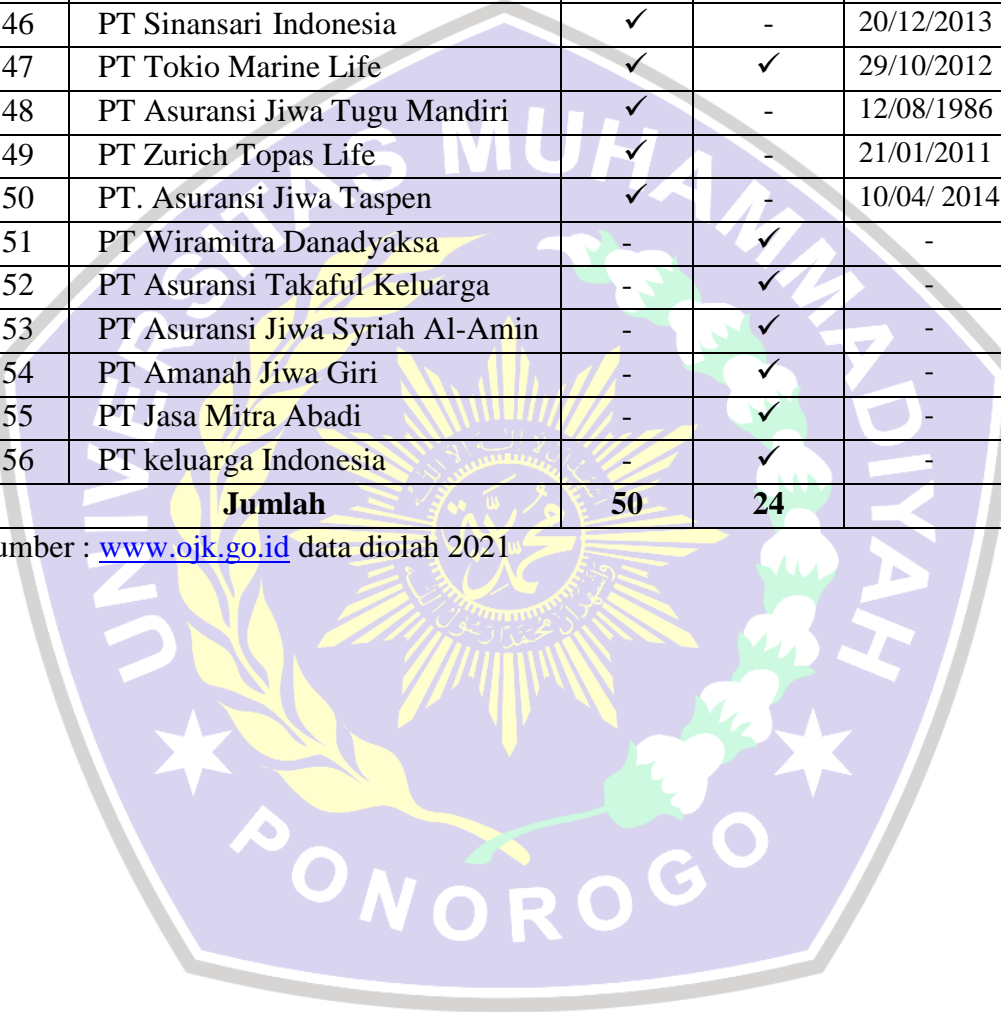 46 PT Sinansari Indonesia ✓ - 20/12/2013
47 PT Tokio Marine Life ✓ ✓ 29/10/2012
48 PT Asuransi Jiwa Tugu Mandiri ✓ - 12/08/1986
49 PT Zurich Topas Life ✓ - 21/01/2011
50 PT. Asuransi Jiwa Taspen ✓ - 10/04/ 2014
51 PT Wiramitra Danadyaksa - ✓ -
52 PT Asuransi Takaful Keluarga - ✓ -
53 PT Asuransi Jiwa Syriah Al-Amin - ✓ -
54 PT Amanah Jiwa Giri - ✓ -
55 PT Jasa Mitra Abadi - ✓ -
56 PT keluarga Indonesia - ✓ -
Jumlah 50 24
umber : www.ojk.go.id data diolah 2021
UNIVERSITAS MUHAMMADIYAH
PONOROGO